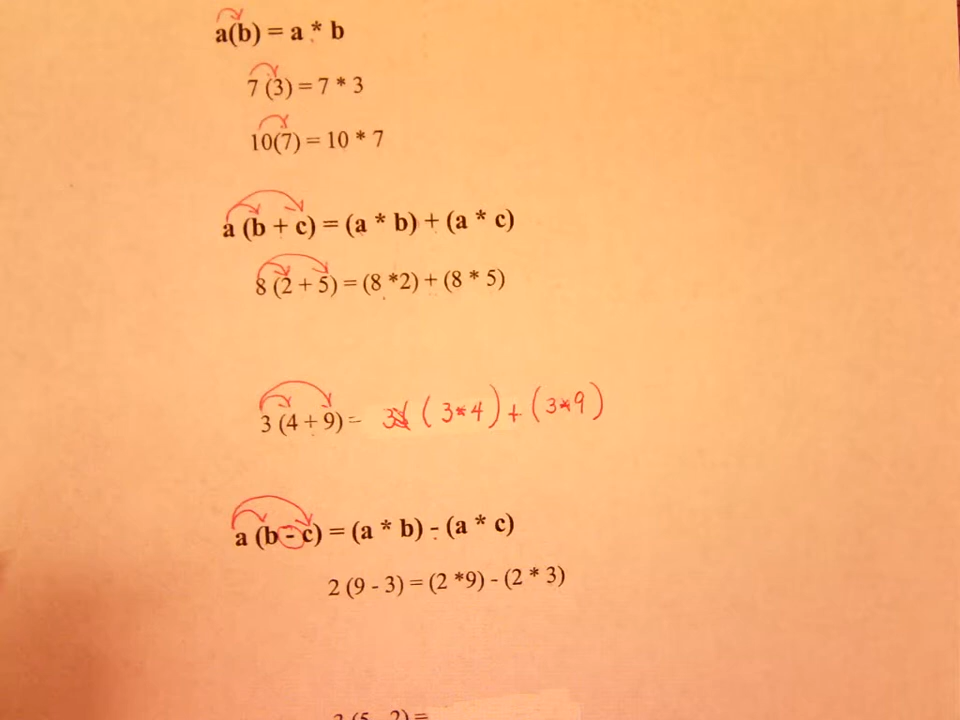 a(b) = a * b
7 (3) = 7 * 3
10(7) = 10 * 7
a (b + c) = (a * b) + (a * c)
8 (2 + 5) = (8 *2) + (8 * 5)
3 (4 + 9) = (3*4) + (3*9)
a (b - c) = (a * b) - (a * c)
2 (9 - 3) = (2 *9) - (2 * 3)